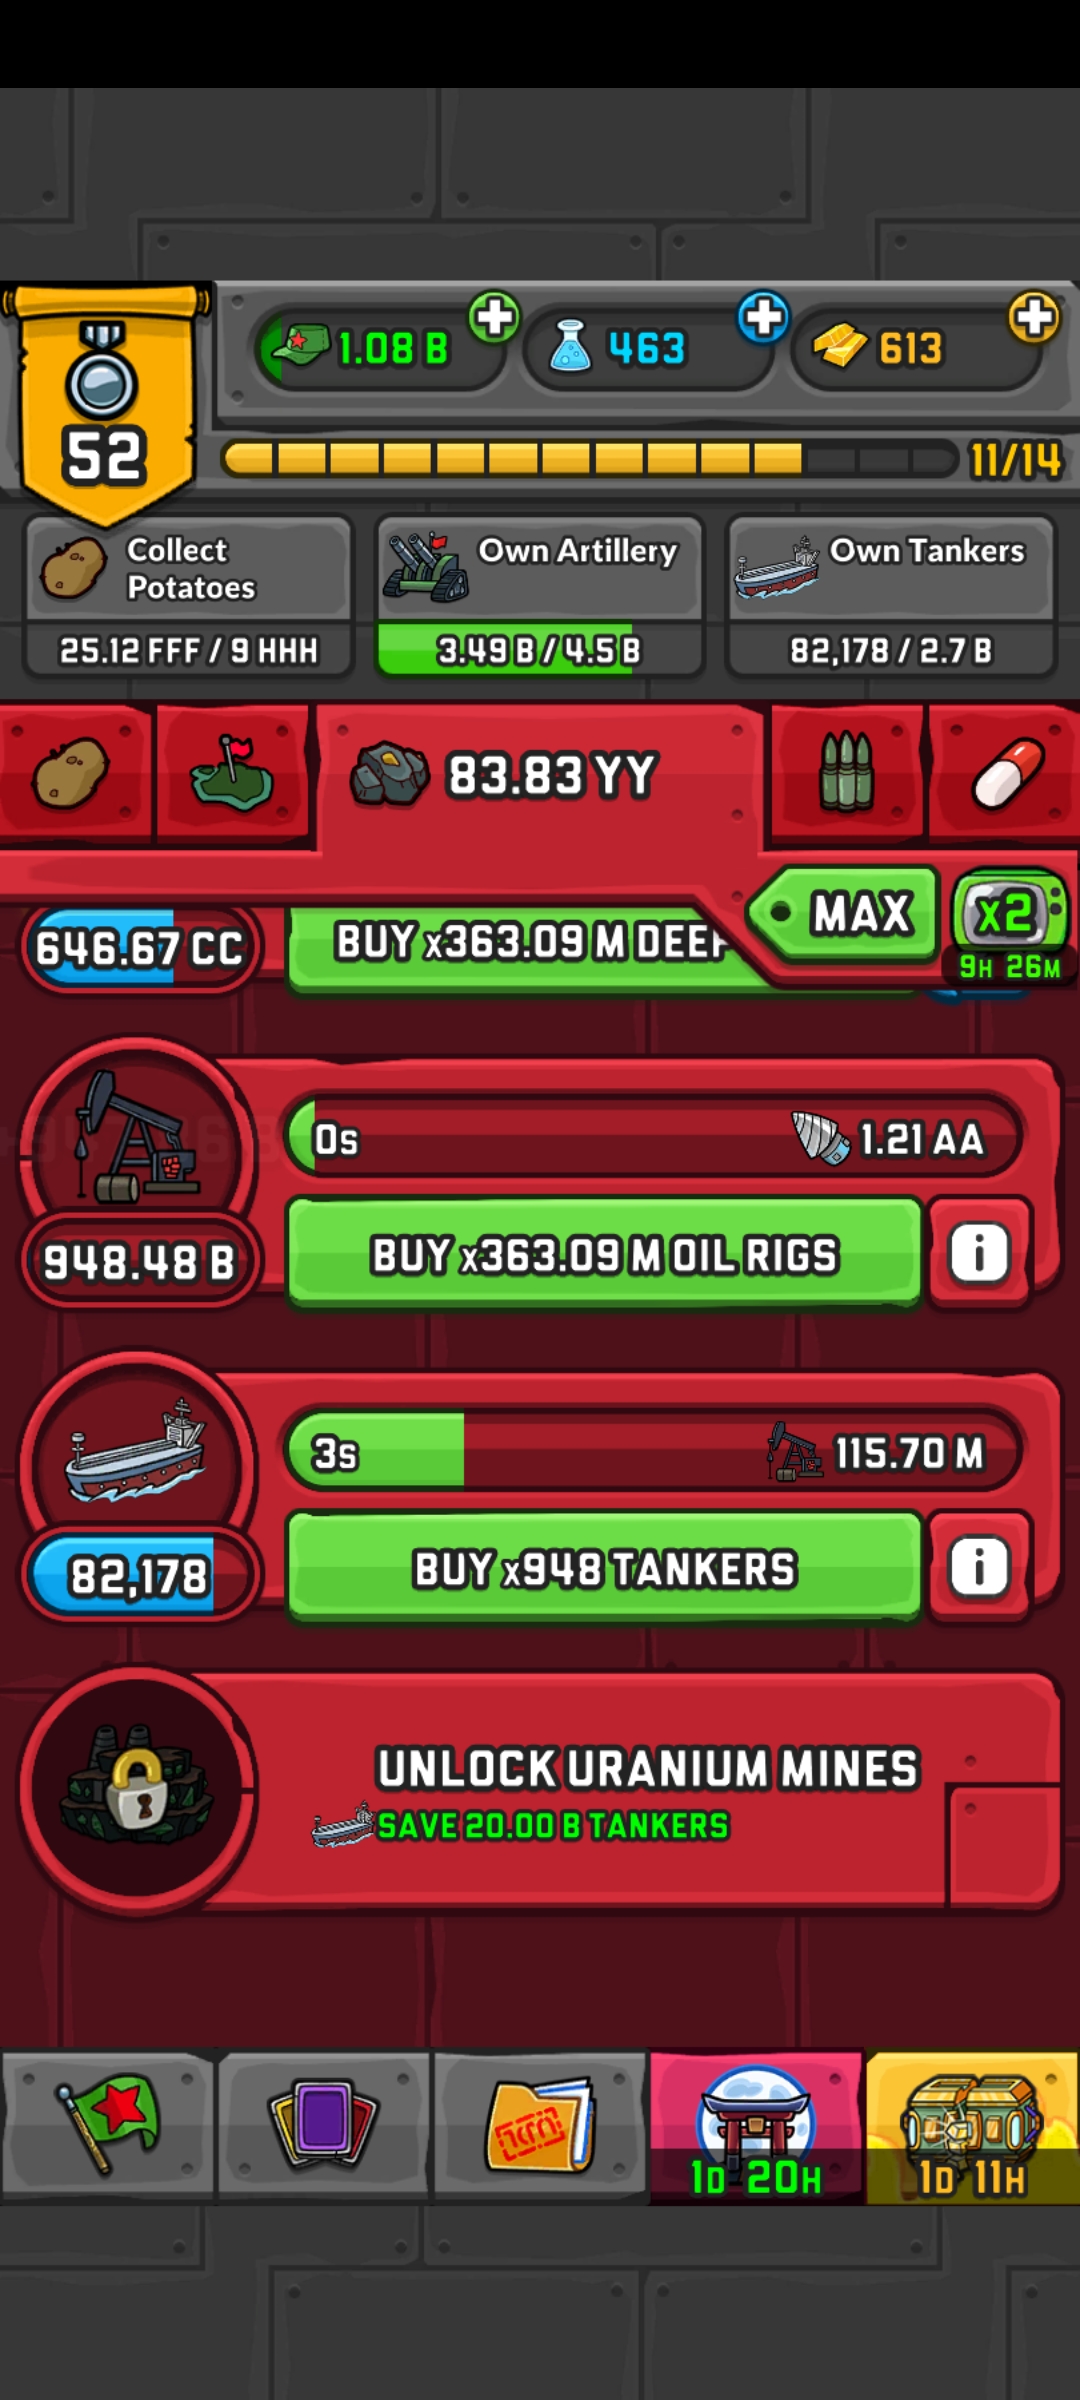 1.08 B
463
613
52
11/14
Collect
Potatoes
25.12 FFF / 9 HHH
Own Artillery
3.49 B / 4.5 B
Own Tankers
82,178 / 2.7 B
83.83 YY
MAX
x2
9H 26M
646.67 CC
BUY x363.09 M DEEP
0s
1.21 AA
948.48 B
BUY x363.09 M OIL RIGS
i
3s
115.70 M
82,178
BUY x948 TANKERS
i
UNLOCK URANIUM MINES
SAVE 20.00 B TANKERS
1D 20H
1D 11H